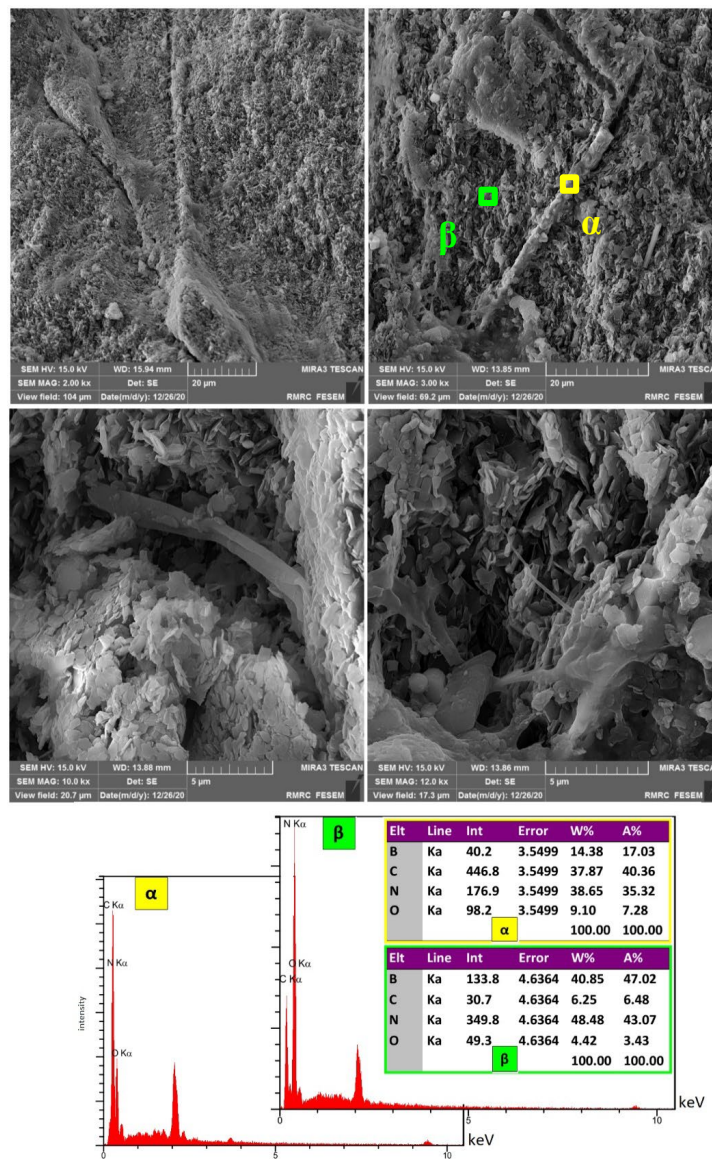 β
α
SEM HV: 15.0 kV WD: 15.94 mm MIRA3 TESCAN
SEM MAG: 2.00 kx Det: SE 20 µm
View field: 104 µm Date(m/d/y): 12/26/20 RMRC FESEM
SEM HV: 15.0 kV WD: 13.85 mm MIRA3 TESCAN
SEM MAG: 3.00 kx Det: SE 20 µm
View field: 69.2 µm Date(m/d/y): 12/26/20 RMRC FESEM
SEM HV: 15.0 kV WD: 13.88 mm MIRA3 TESCAN
SEM MAG: 10.0 kx Det: SE 5 µm
View field: 20.7 µm Date(m/d/y): 12/26/20 RMRC FESEM
SEM HV: 15.0 kV WD: 13.86 mm MIRA3 TESCAN
SEM MAG: 12.0 kx Det: SE 5 µm
View field: 17.3 µm Date(m/d/y): 12/26/20 RMRC FESEM
α
C Kα
N Kα
O Kα
intensity
0
5
10
keV
β
N Kα
O Kα
C Kα
0
5
10
keV
Elt Line Int Error W% A%
B Ka 40.2 3.5499 14.38 17.03
C Ka 446.8 3.5499 37.87 40.36
N Ka 176.9 3.5499 38.65 35.32
O Ka 98.2 3.5499 9.10 7.28
α 100.00 100.00
Elt Line Int Error W% A%
B Ka 133.8 4.6364 40.85 47.02
C Ka 30.7 4.6364 6.25 6.48
N Ka 349.8 4.6364 48.48 43.07
O Ka 49.3 4.6364 4.42 3.43
β 100.00 100.00